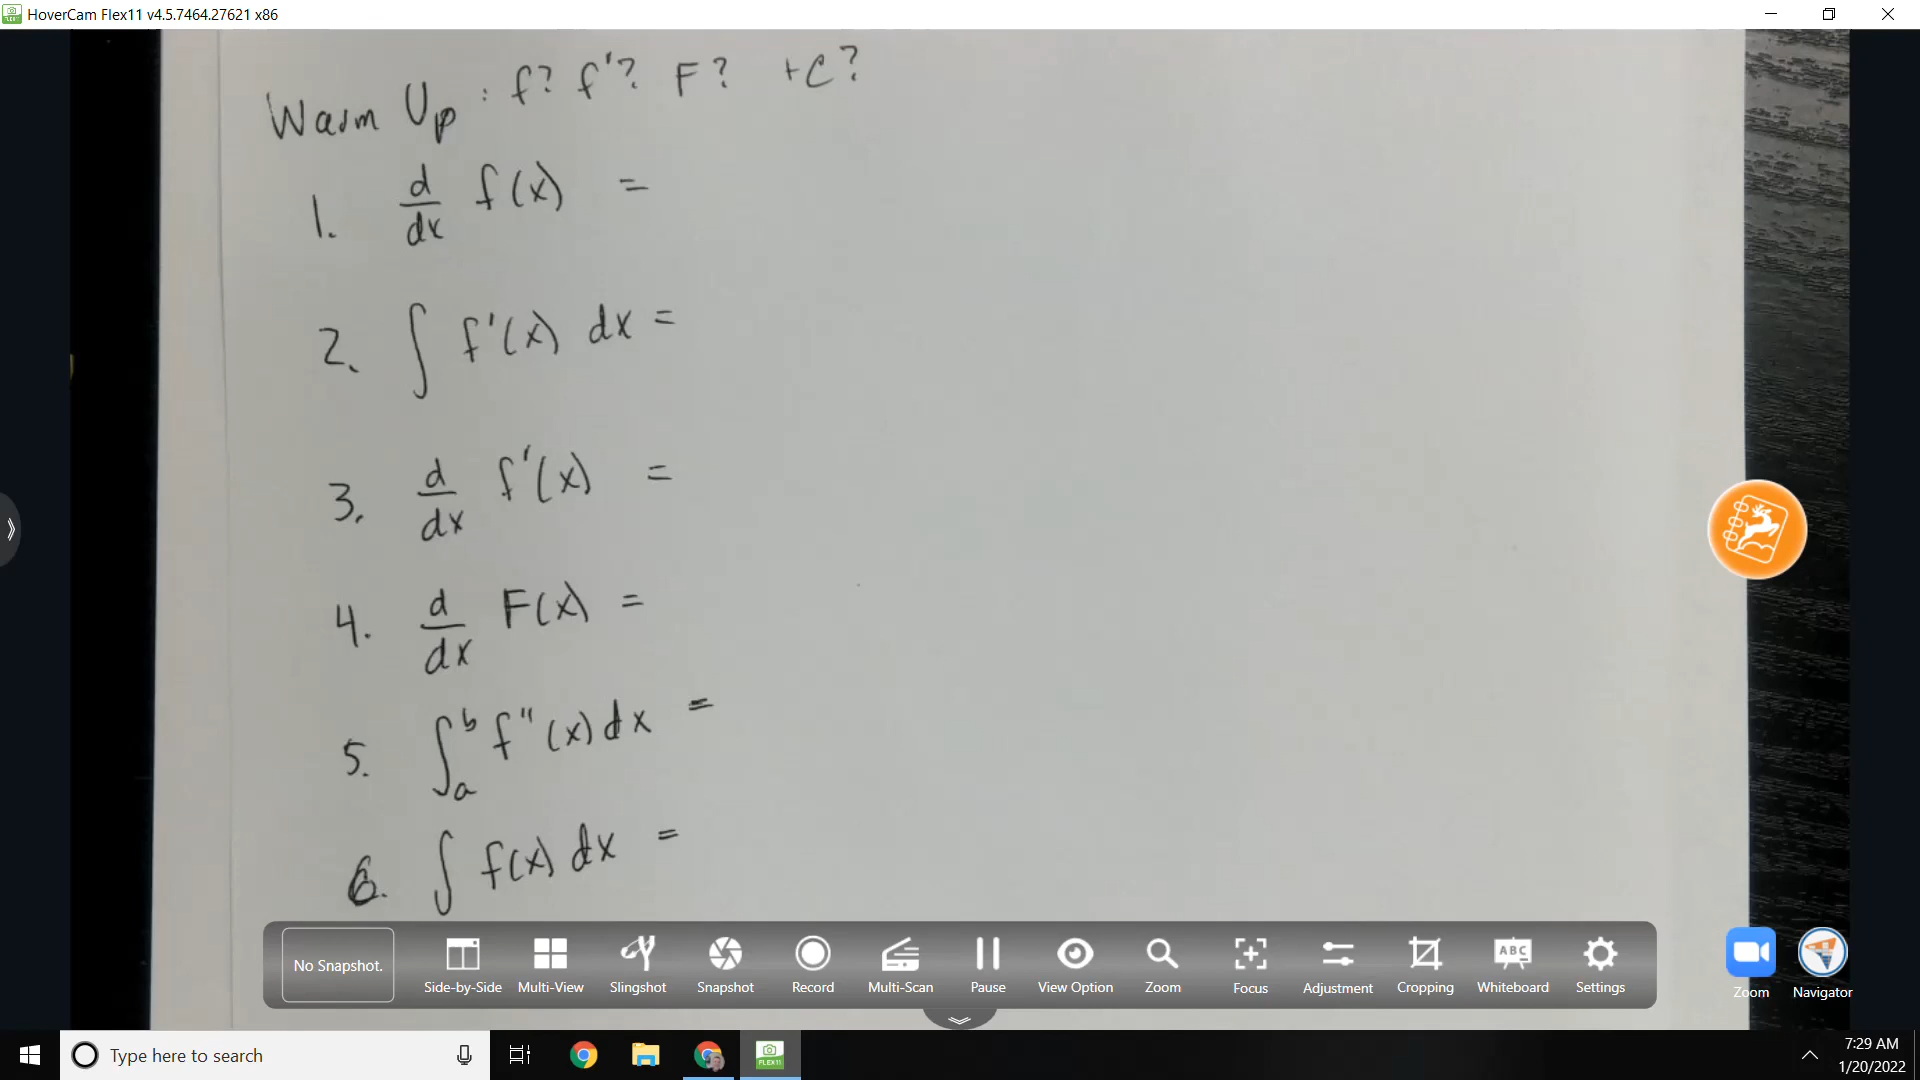 HoverCam Flex11 v4.5.7464.27621 x86
Warm Up : f? f'? F? +C?
1. d/dx f(x) =
2. ∫ f'(x) dx =
3. d/dx f'(x) =
4. d/dx F(x) =
5. ∫_a^b f''(x) dx =
6. ∫ f(x) dx =
No Snapshot.
Side-by-Side Multi-View Slingshot Snapshot Record Multi-Scan Pause View Option Zoom Focus Adjustment Cropping ABC Whiteboard Settings
Zoom Navigator
Type here to search
FLEX11
7:29 AM
1/20/2022